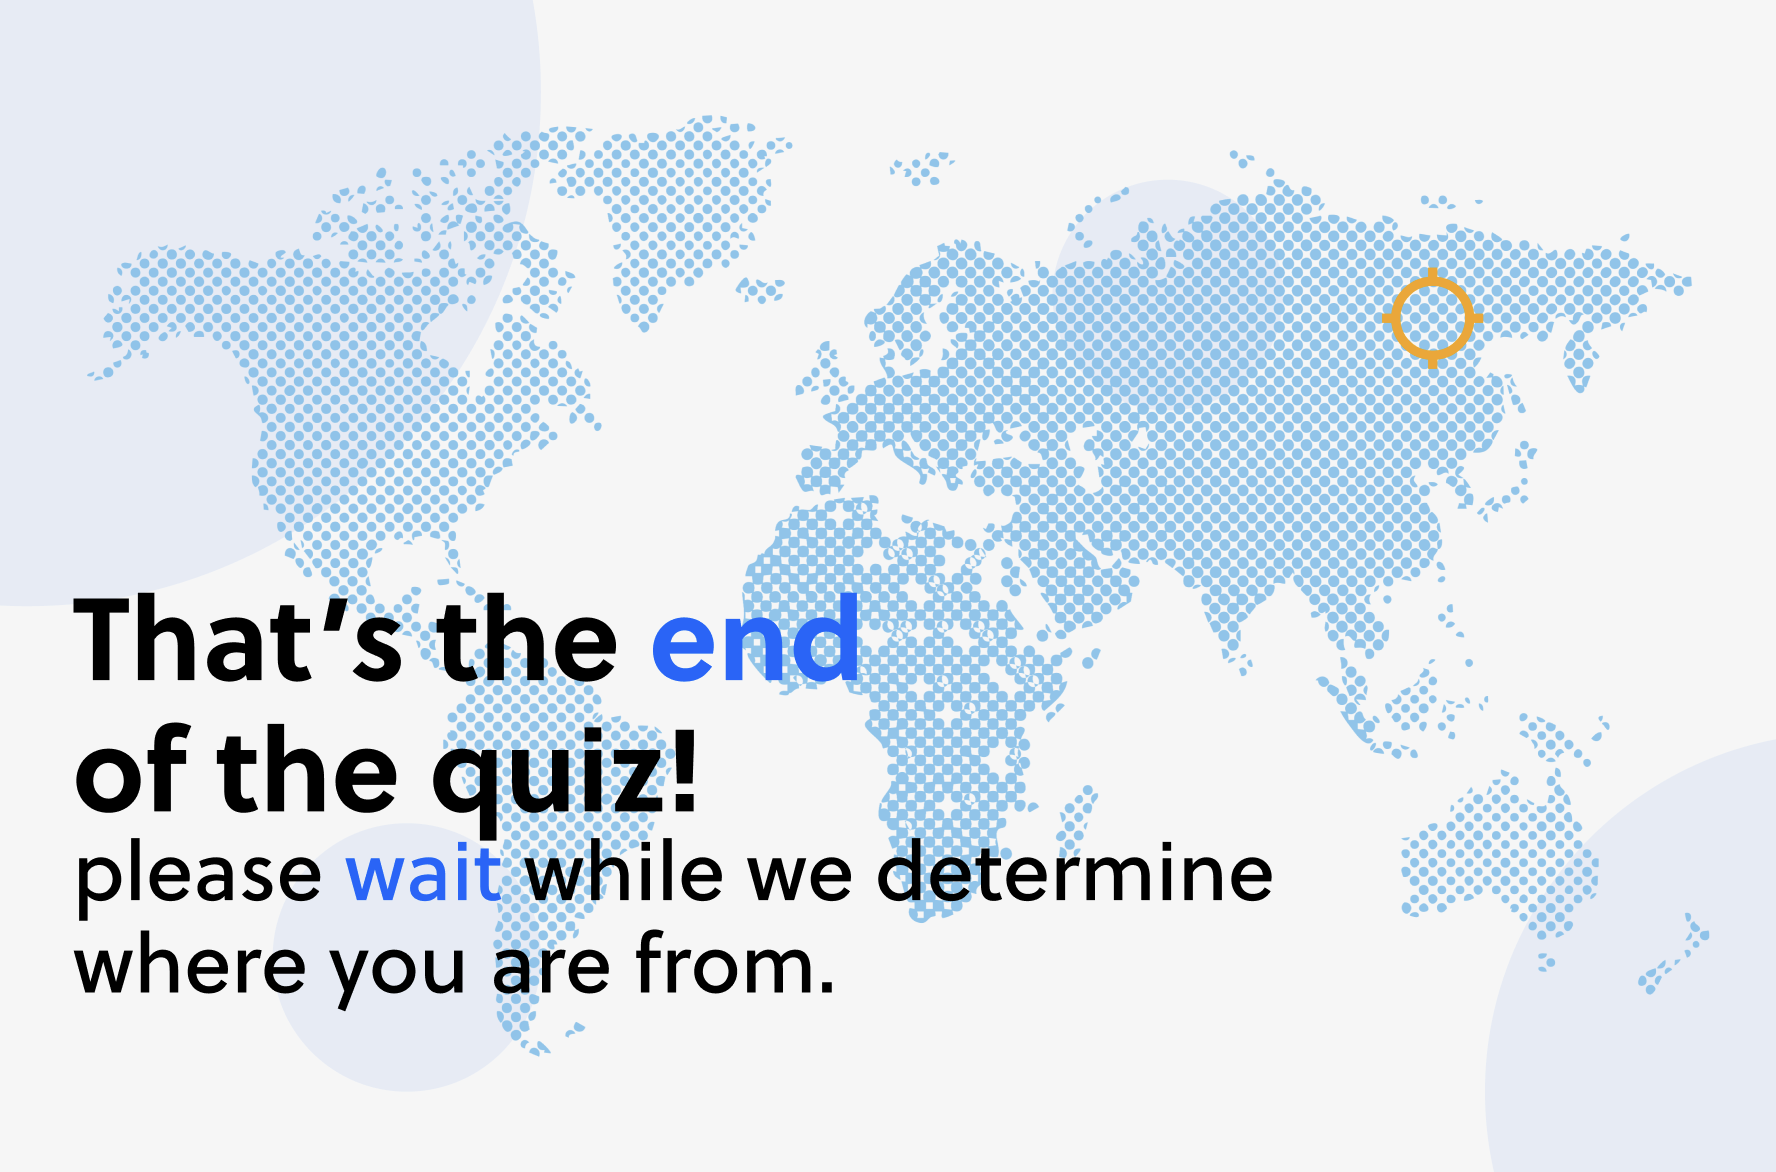 That’s the end
of the quiz!
please wait while we determine
where you are from.